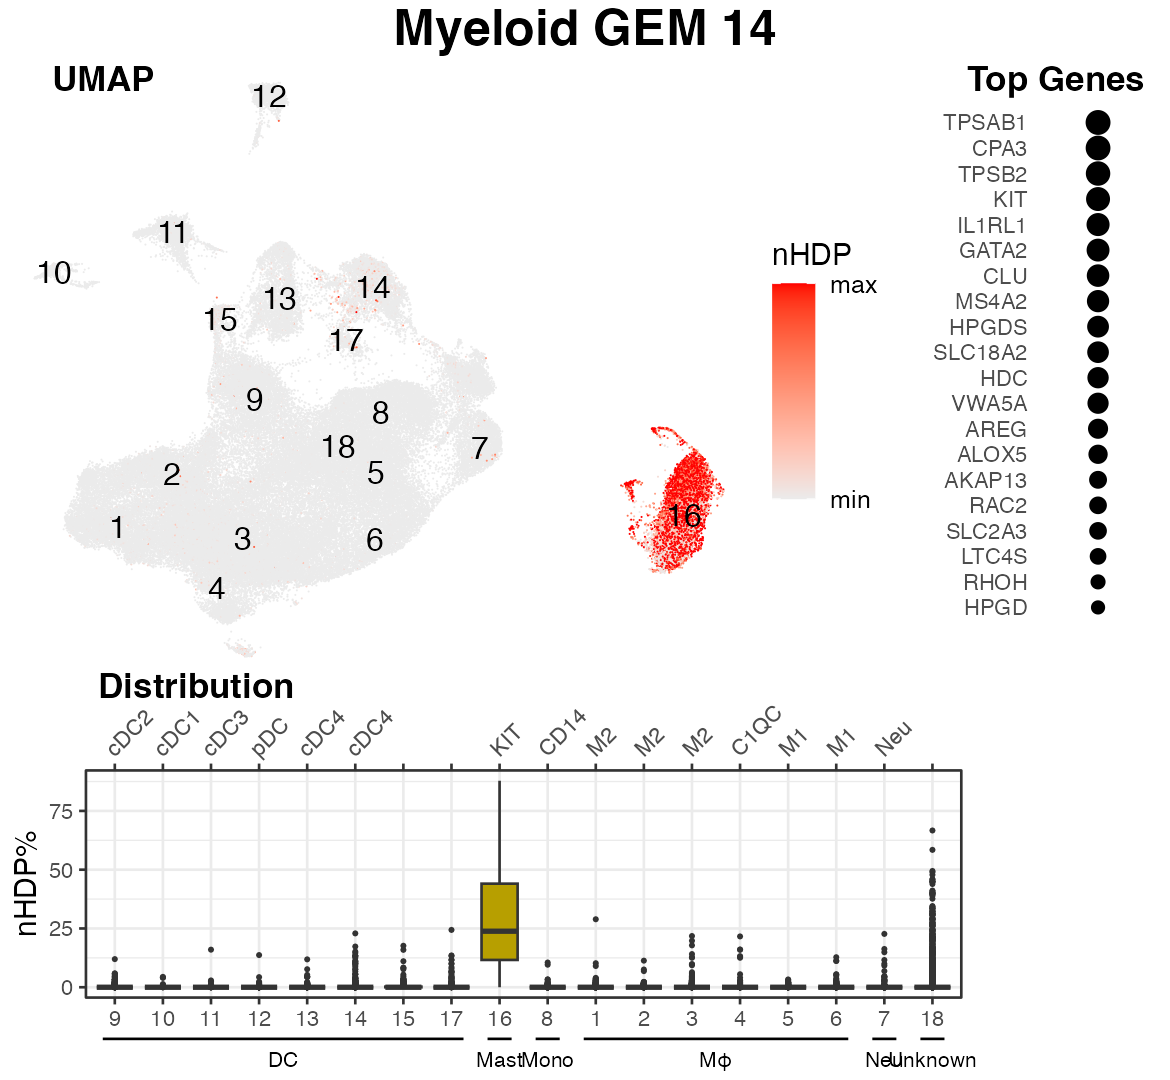 Myeloid GEM 14
UMAP
Top Genes
12
11
10
13
14
15
17
9
8
18
7
2
5
1
3
6
4
16
nHDP
max
min
TPSAB1
CPA3
TPSB2
KIT
IL1RL1
GATA2
CLU
MS4A2
HPGDS
SLC18A2
HDC
VWA5A
AREG
ALOX5
AKAP13
RAC2
SLC2A3
LTC4S
RHOH
HPGD
Distribution
cDC2 cDC1 cDC3 pDC cDC4 cDC4 KIT CD14 M2 M2 M2 C1QC M1 M1 Neu
nHDP%
75
50
25
0
9 10 11 12 13 14 15 17 16 8 1 2 3 4 5 6 7 18
DC Mast Mono Mϕ Neu Unknown